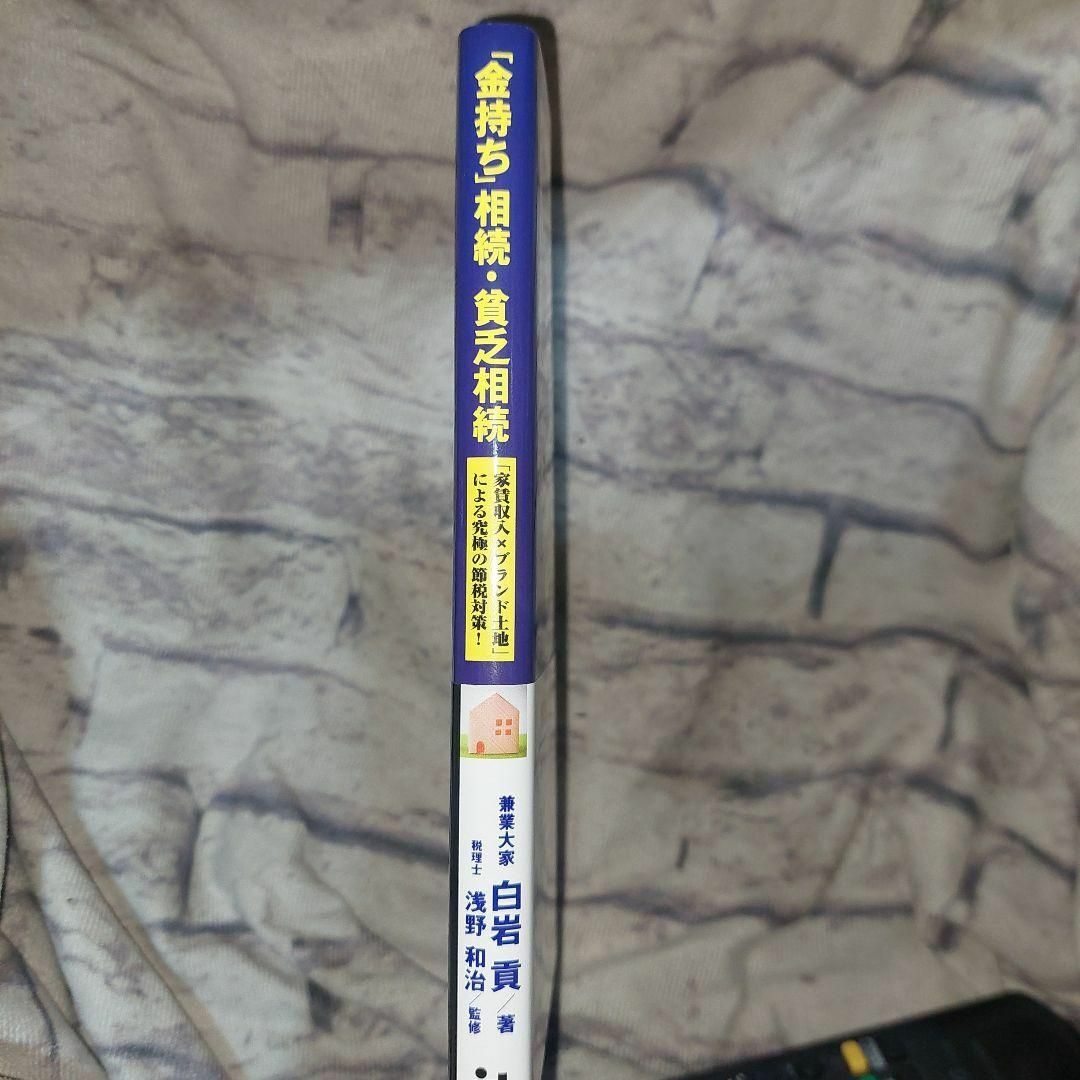 「金持ち」相続・貧乏相続
「家賃収入×ブランド土地」
による究極の節税対策！
兼業大家 白岩 貢／著
税理士 浅野 和治／監修